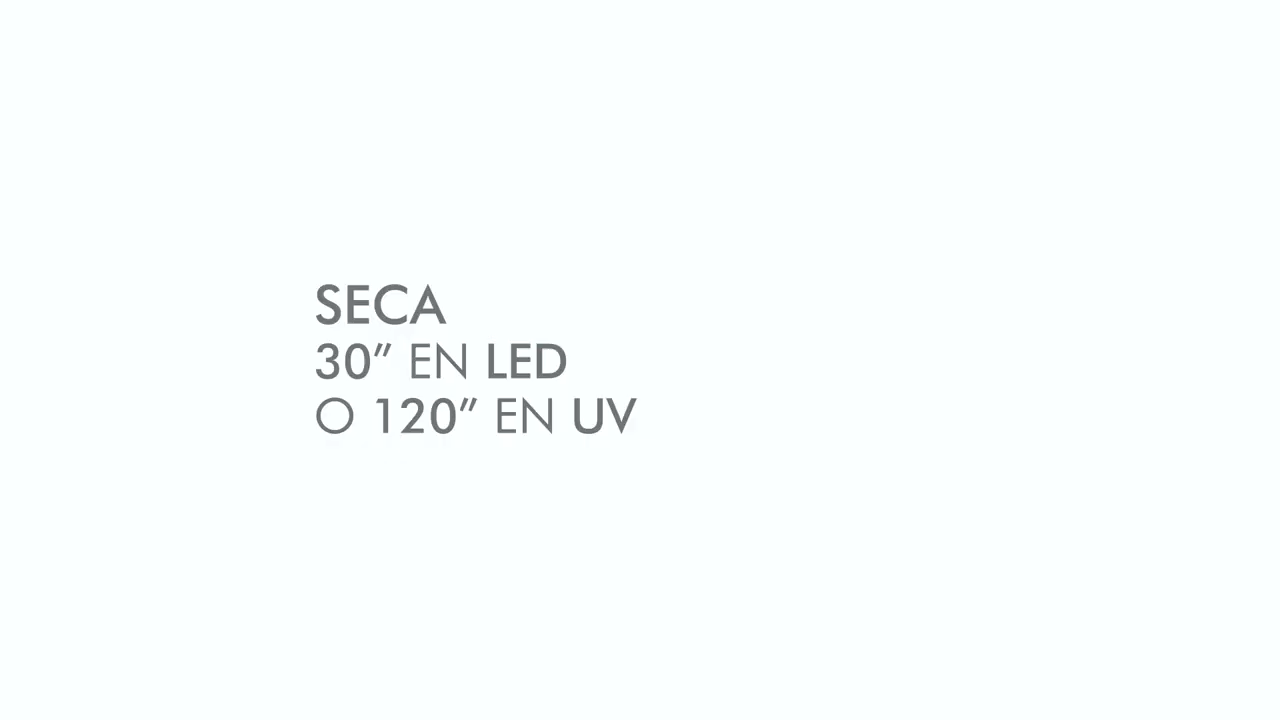 SECA
30” EN LED
O 120” EN UV